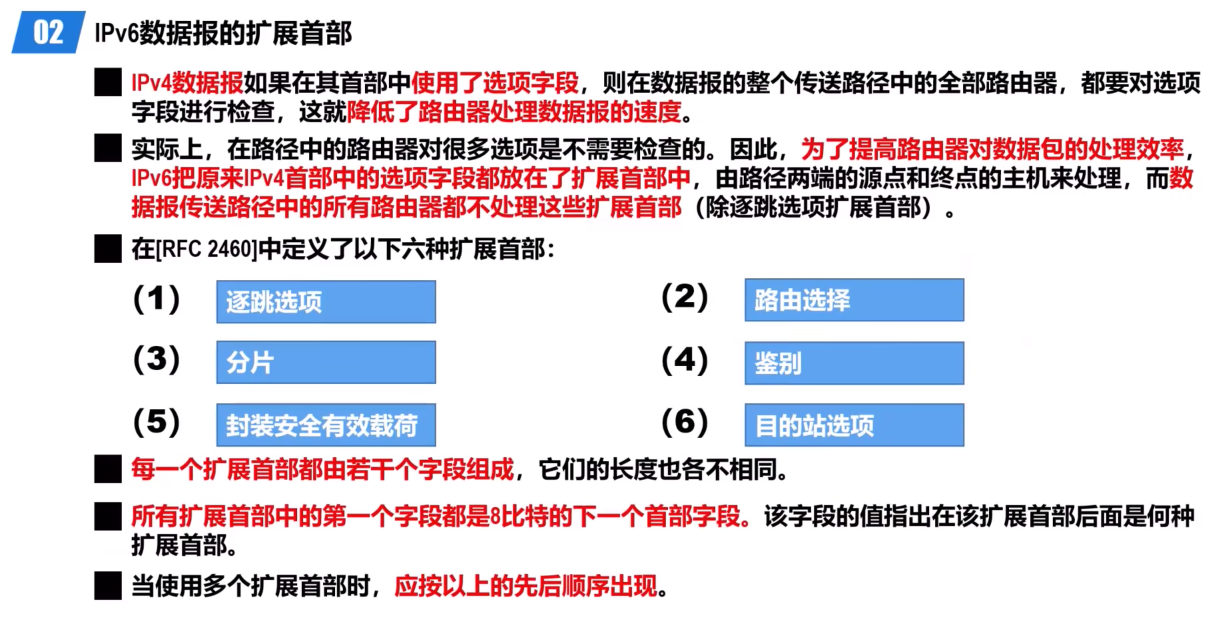 02 IPv6数据报的扩展首部
IPv4数据报如果在其首部中使用了选项字段，则在数据报的整个传送路径中的全部路由器，都要对选项
字段进行检查，这就降低了路由器处理数据报的速度。
实际上，在路径中的路由器对很多选项是不需要检查的。因此，为了提高路由器对数据包的处理效率，
IPv6把原来IPv4首部中的选项字段都放在了扩展首部中，由路径两端的源点和终点的主机来处理，而数
据报传送路径中的所有路由器都不处理这些扩展首部（除逐跳选项扩展首部）。
在[RFC 2460]中定义了以下六种扩展首部：
（1） 逐跳选项 （2） 路由选择
（3） 分片 （4） 鉴别
（5） 封装安全有效载荷 （6） 目的站选项
每一个扩展首部都由若干个字段组成，它们的长度也各不相同。
所有扩展首部中的第一个字段都是8比特的下一个首部字段。该字段的值指出在该扩展首部后面是何种
扩展首部。
当使用多个扩展首部时，应按以上的先后顺序出现。